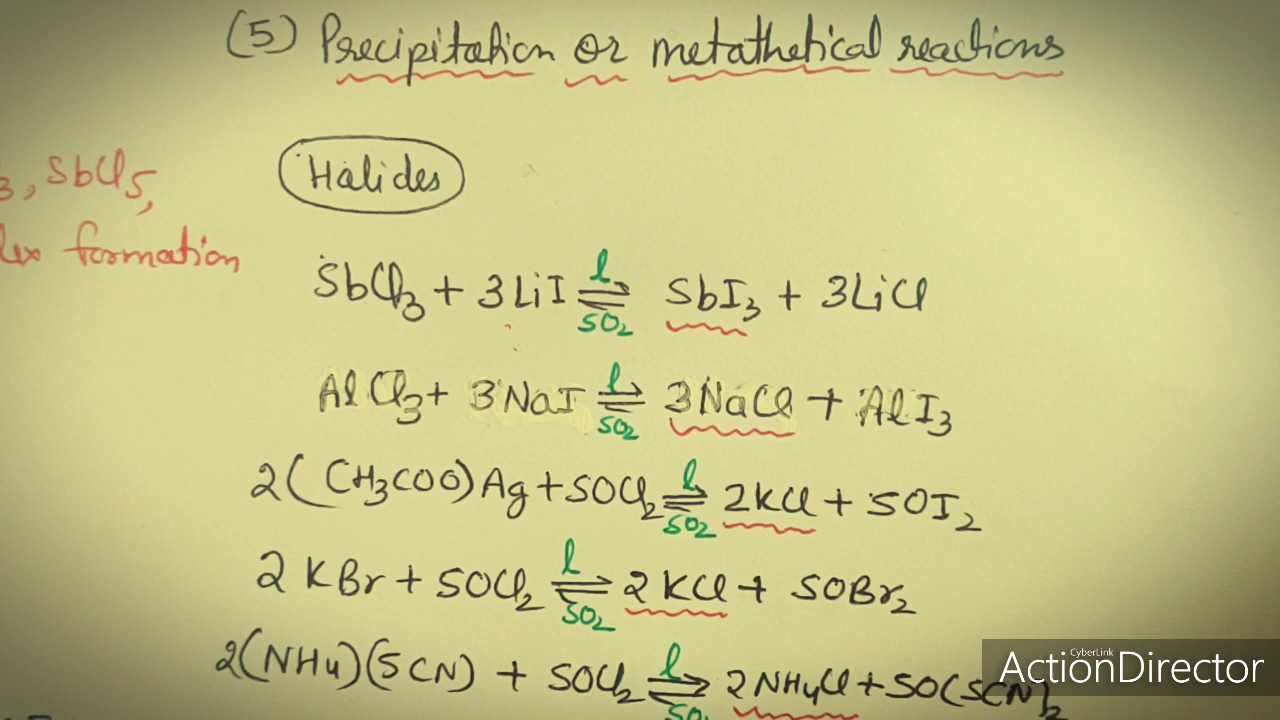 (5) Precipitation or metathetical reactions
3, SbCl5,
Halides
lex formation
SbCl3 + 3LiI ⇌ l SO2 SbI3 + 3LiCl
AlCl3 + 3NaI ⇌ l SO2 3NaCl + AlI3
2(CH3COO)Ag + SOCl2 ⇌ l SO2 2KCl + SOI2
2KBr + SOCl2 ⇌ l SO2 2KCl + SOBr2
2(NH4)(SCN) + SOCl2 ⇌ l SO2 2NH4Cl + SO(SCN)2
CyberLink
ActionDirector